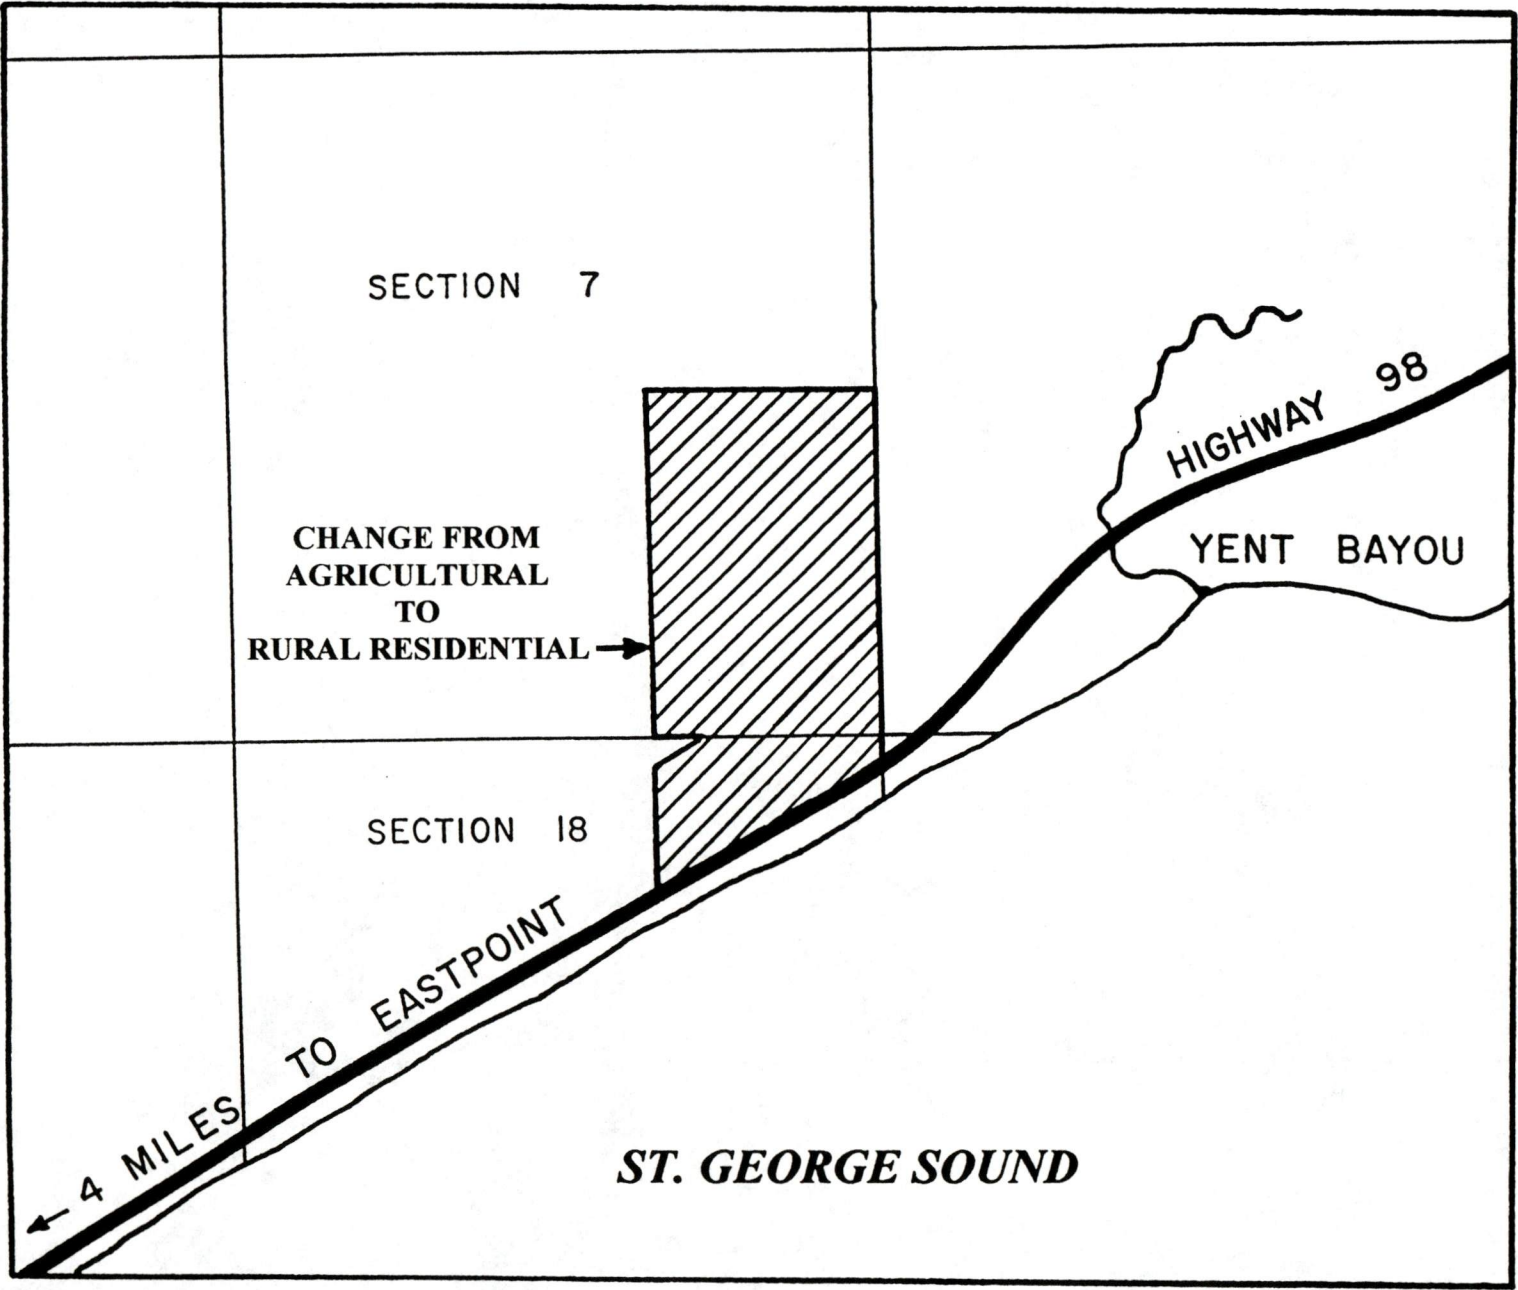 SECTION 7
HIGHWAY 98
CHANGE FROM
AGRICULTURAL
TO
RURAL RESIDENTIAL
YENT BAYOU
SECTION 18
4 MILES TO EASTPOINT
ST. GEORGE SOUND